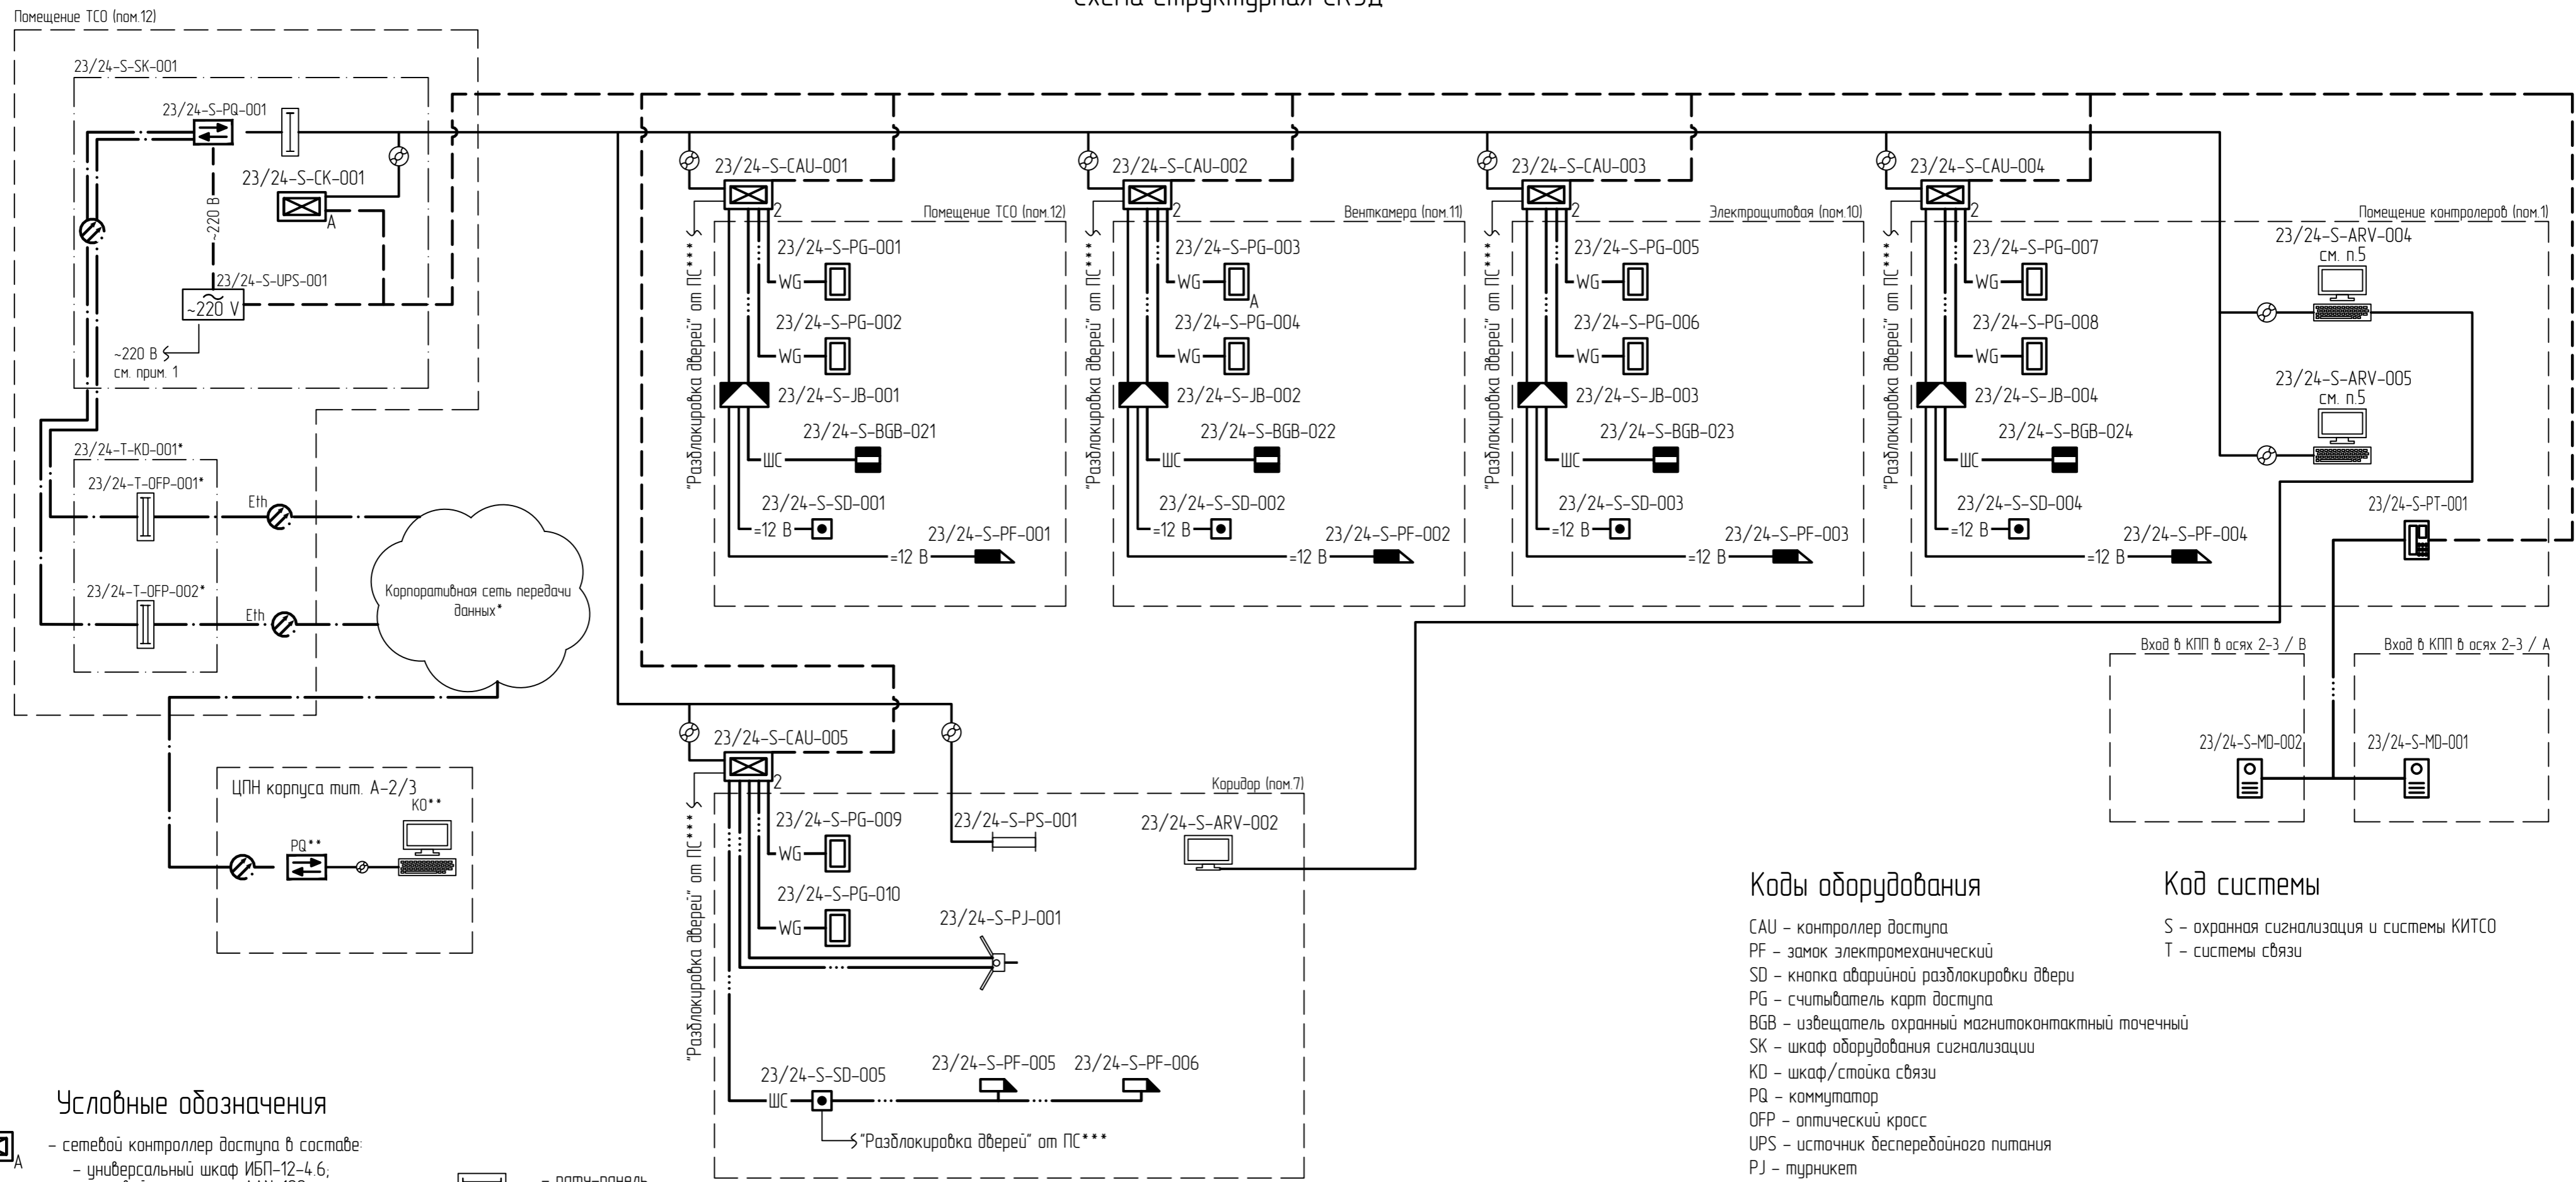 Схема структурная СКУД
Помещение ТСО (пом.12)
23/24-S-SK-001
23/24-S-PQ-001
23/24-S-CK-001
A
~220 В
23/24-S-UPS-001
~220 V
~220 В
см. прим. 1
23/24-T-KD-001*
23/24-T-OFP-001*
Eth
23/24-T-OFP-002*
Eth
Корпоративная сеть передачи
данных*
ЦПН корпуса тит. А-2/3
КО**
PQ**
23/24-S-CAU-001
2
Помещение ТСО (пом.12)
"Разблокировка дверей" от ПС***
23/24-S-PG-001
WG
23/24-S-PG-002
WG
23/24-S-JB-001
23/24-S-BGB-021
ШС
23/24-S-SD-001
=12 В
23/24-S-PF-001
=12 В
23/24-S-CAU-002
2
Венткамера (пом.11)
"Разблокировка дверей" от ПС***
23/24-S-PG-003
WG
A
23/24-S-PG-004
WG
23/24-S-JB-002
23/24-S-BGB-022
ШС
23/24-S-SD-002
=12 В
23/24-S-PF-002
=12 В
23/24-S-CAU-003
2
Электрощитовая (пом.10)
"Разблокировка дверей" от ПС***
23/24-S-PG-005
WG
23/24-S-PG-006
WG
23/24-S-JB-003
23/24-S-BGB-023
ШС
23/24-S-SD-003
=12 В
23/24-S-PF-003
=12 В
23/24-S-CAU-004
2
Помещение контролеров (пом.1)
"Разблокировка дверей" от ПС***
23/24-S-PG-007
WG
23/24-S-PG-008
WG
23/24-S-JB-004
23/24-S-BGB-024
ШС
23/24-S-SD-004
=12 В
23/24-S-PF-004
=12 В
23/24-S-ARV-004
см. п.5
23/24-S-ARV-005
см. п.5
23/24-S-PT-001
Вход в КПП в осях 2-3 / В
23/24-S-MD-002
Вход в КПП в осях 2-3 / А
23/24-S-MD-001
23/24-S-CAU-005
2
Коридор (пом.7)
"Разблокировка дверей" от ПС***
23/24-S-PG-009
WG
23/24-S-PG-010
WG
23/24-S-PS-001
23/24-S-ARV-002
23/24-S-PJ-001
23/24-S-SD-005
ШС
23/24-S-PF-005
23/24-S-PF-006
"Разблокировка дверей" от ПС***
Коды оборудования
CAU - контроллер доступа
PF - замок электромеханический
SD - кнопка аварийной разблокировки двери
PG - считыватель карт доступа
BGB - извещатель охранный магнитоконтактный точечный
SK - шкаф оборудования сигнализации
KD - шкаф/стойка связи
PQ - коммутатор
OFP - оптический кросс
UPS - источник бесперебойного питания
PJ - турникет
Код системы
S - охранная сигнализация и системы КИТСО
T - системы связи
Условные обозначения
A
- сетевой контроллер доступа в составе:
- универсальный шкаф ИБП-12-4.6;
- патч-панель